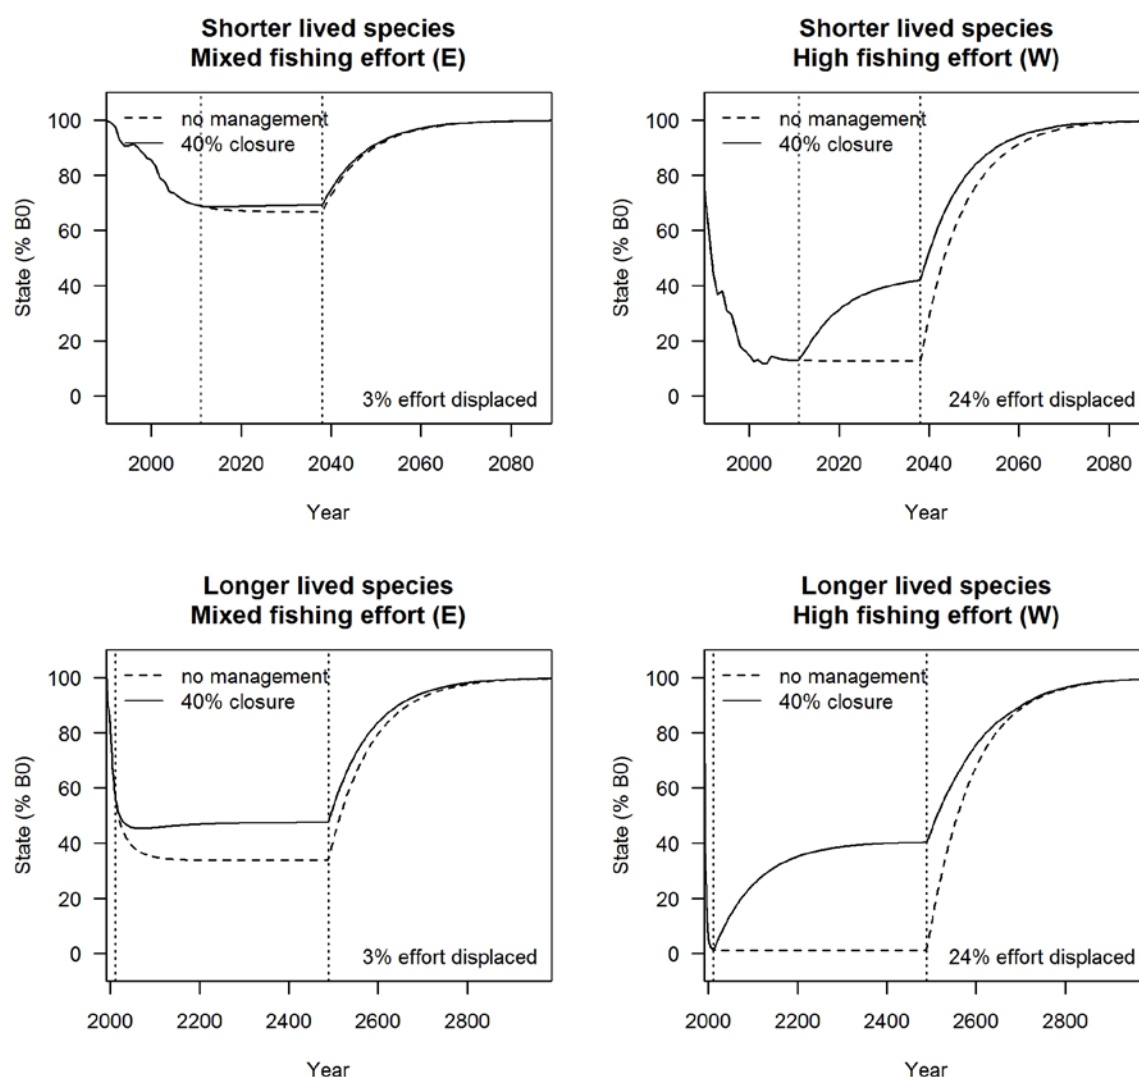 Shorter lived species
Mixed fishing effort (E)
no management
40% closure
100
80
60
40
20
0
State (% B0)
3% effort displaced
2000 2020 2040 2060 2080
Year
Shorter lived species
High fishing effort (W)
no management
40% closure
100
80
60
40
20
0
State (% B0)
24% effort displaced
2000 2020 2040 2060 2080
Year
Longer lived species
Mixed fishing effort (E)
no management
40% closure
100
80
60
40
20
0
State (% B0)
3% effort displaced
2000 2200 2400 2600 2800
Year
Longer lived species
High fishing effort (W)
no management
40% closure
100
80
60
40
20
0
State (% B0)
24% effort displaced
2000 2200 2400 2600 2800
Year